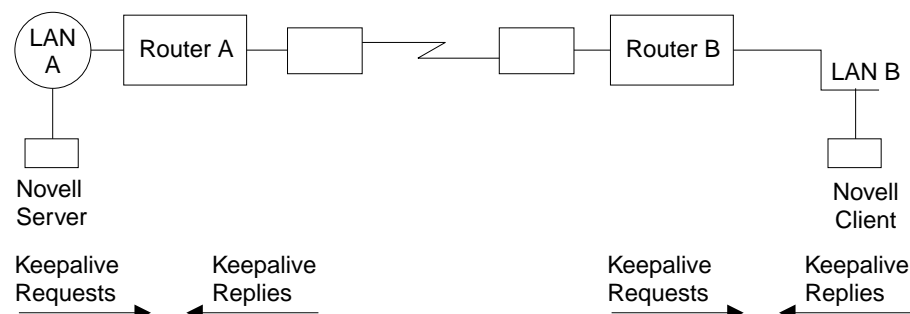 LAN
A
Router A
Router B
LAN B
Novell
Server
Novell
Client
Keepalive
Requests
Keepalive
Replies
Keepalive
Requests
Keepalive
Replies